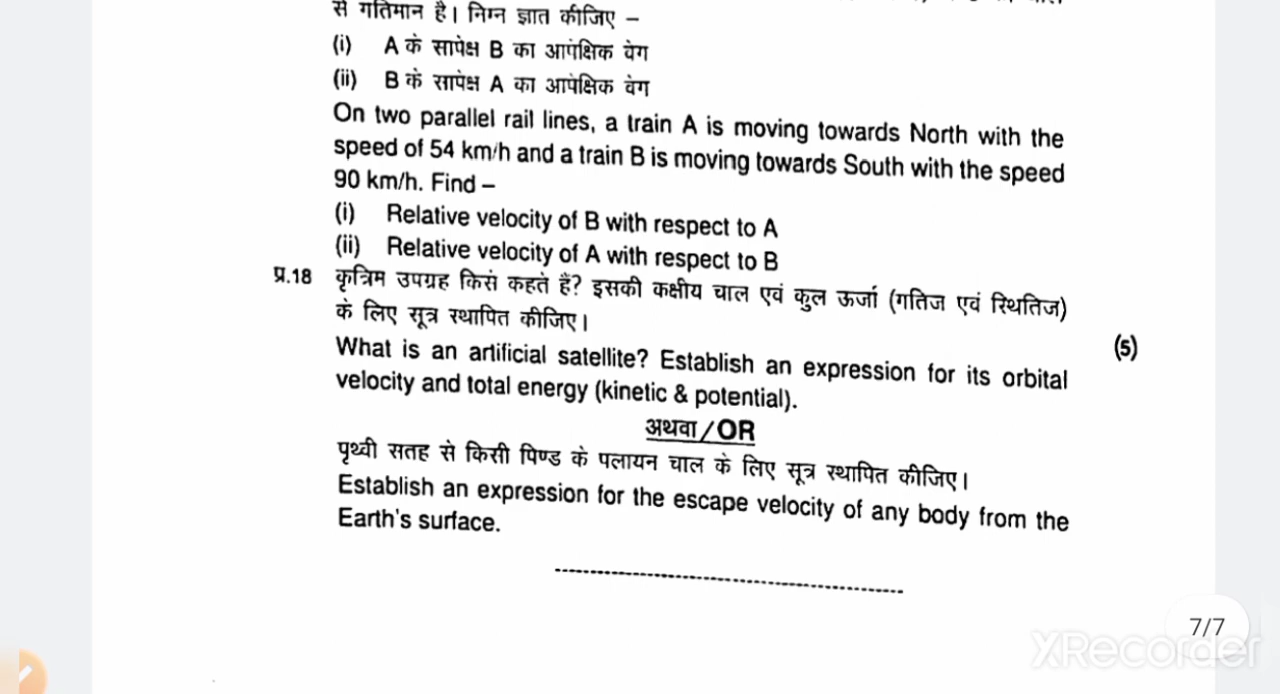 से गतिमान है। निम्न ज्ञात कीजिए –
(i) A के सापेक्ष B का आपेक्षिक वेग
(ii) B के सापेक्ष A का आपेक्षिक वेग
On two parallel rail lines, a train A is moving towards North with the
speed of 54 km/h and a train B is moving towards South with the speed
90 km/h. Find –
(i) Relative velocity of B with respect to A
(ii) Relative velocity of A with respect to B
प्र.18 कृत्रिम उपग्रह किसे कहते हैं? इसकी कक्षीय चाल एवं कुल ऊर्जा (गतिज एवं स्थितिज)
के लिए सूत्र स्थापित कीजिए।
(5)
What is an artificial satellite? Establish an expression for its orbital
velocity and total energy (kinetic & potential).
अथवा/OR
पृथ्वी सतह से किसी पिण्ड के पलायन चाल के लिए सूत्र स्थापित कीजिए।
Establish an expression for the escape velocity of any body from the
Earth's surface.
7/7
XRecorder